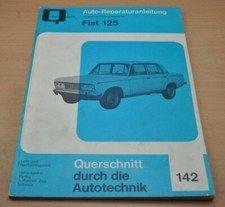 Auto-Reparaturanleitung
Fiat 125
Querschnitt
durch die
Autotechnik
142